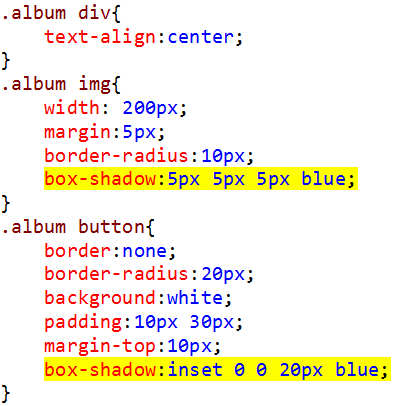 .album div{
    text-align:center;
}
.album img{
    width: 200px;
    margin:5px;
    border-radius:10px;
    box-shadow:5px 5px 5px blue;
}
.album button{
    border:none;
    border-radius:20px;
    background:white;
    padding:10px 30px;
    margin-top:10px;
    box-shadow:inset 0 0 20px blue;
}